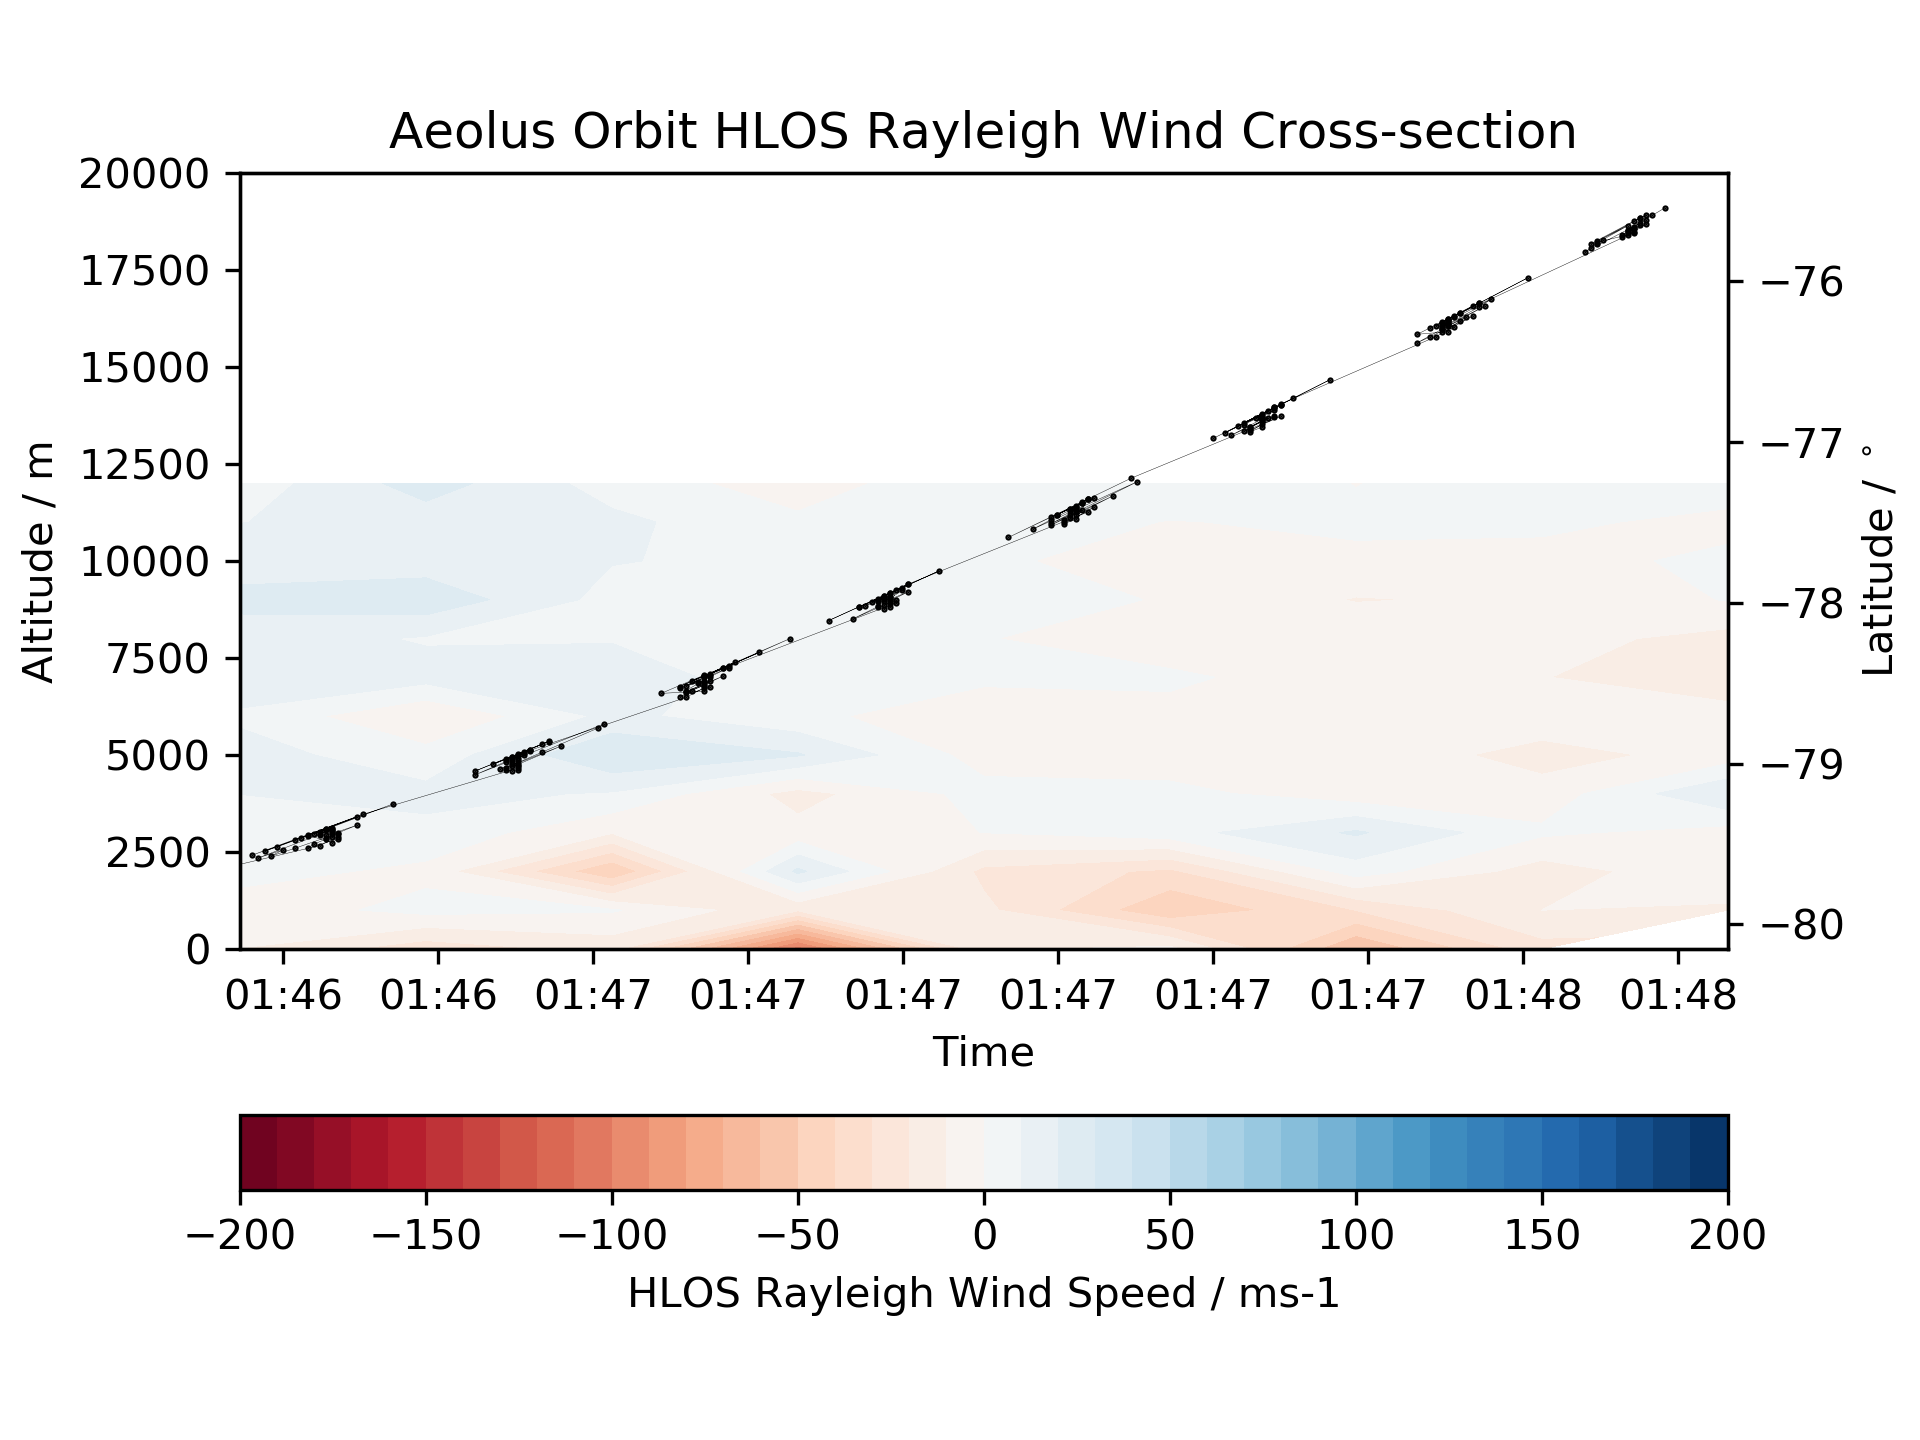 Aeolus Orbit HLOS Rayleigh Wind Cross-section
20000
17500
15000
12500
10000
7500
5000
2500
0
Altitude / m
−76
−77
−78
−79
−80
Latitude / °
01:46 01:46 01:47 01:47 01:47 01:47 01:47 01:47 01:48 01:48
Time
−200 −150 −100 −50 0 50 100 150 200
HLOS Rayleigh Wind Speed / ms-1